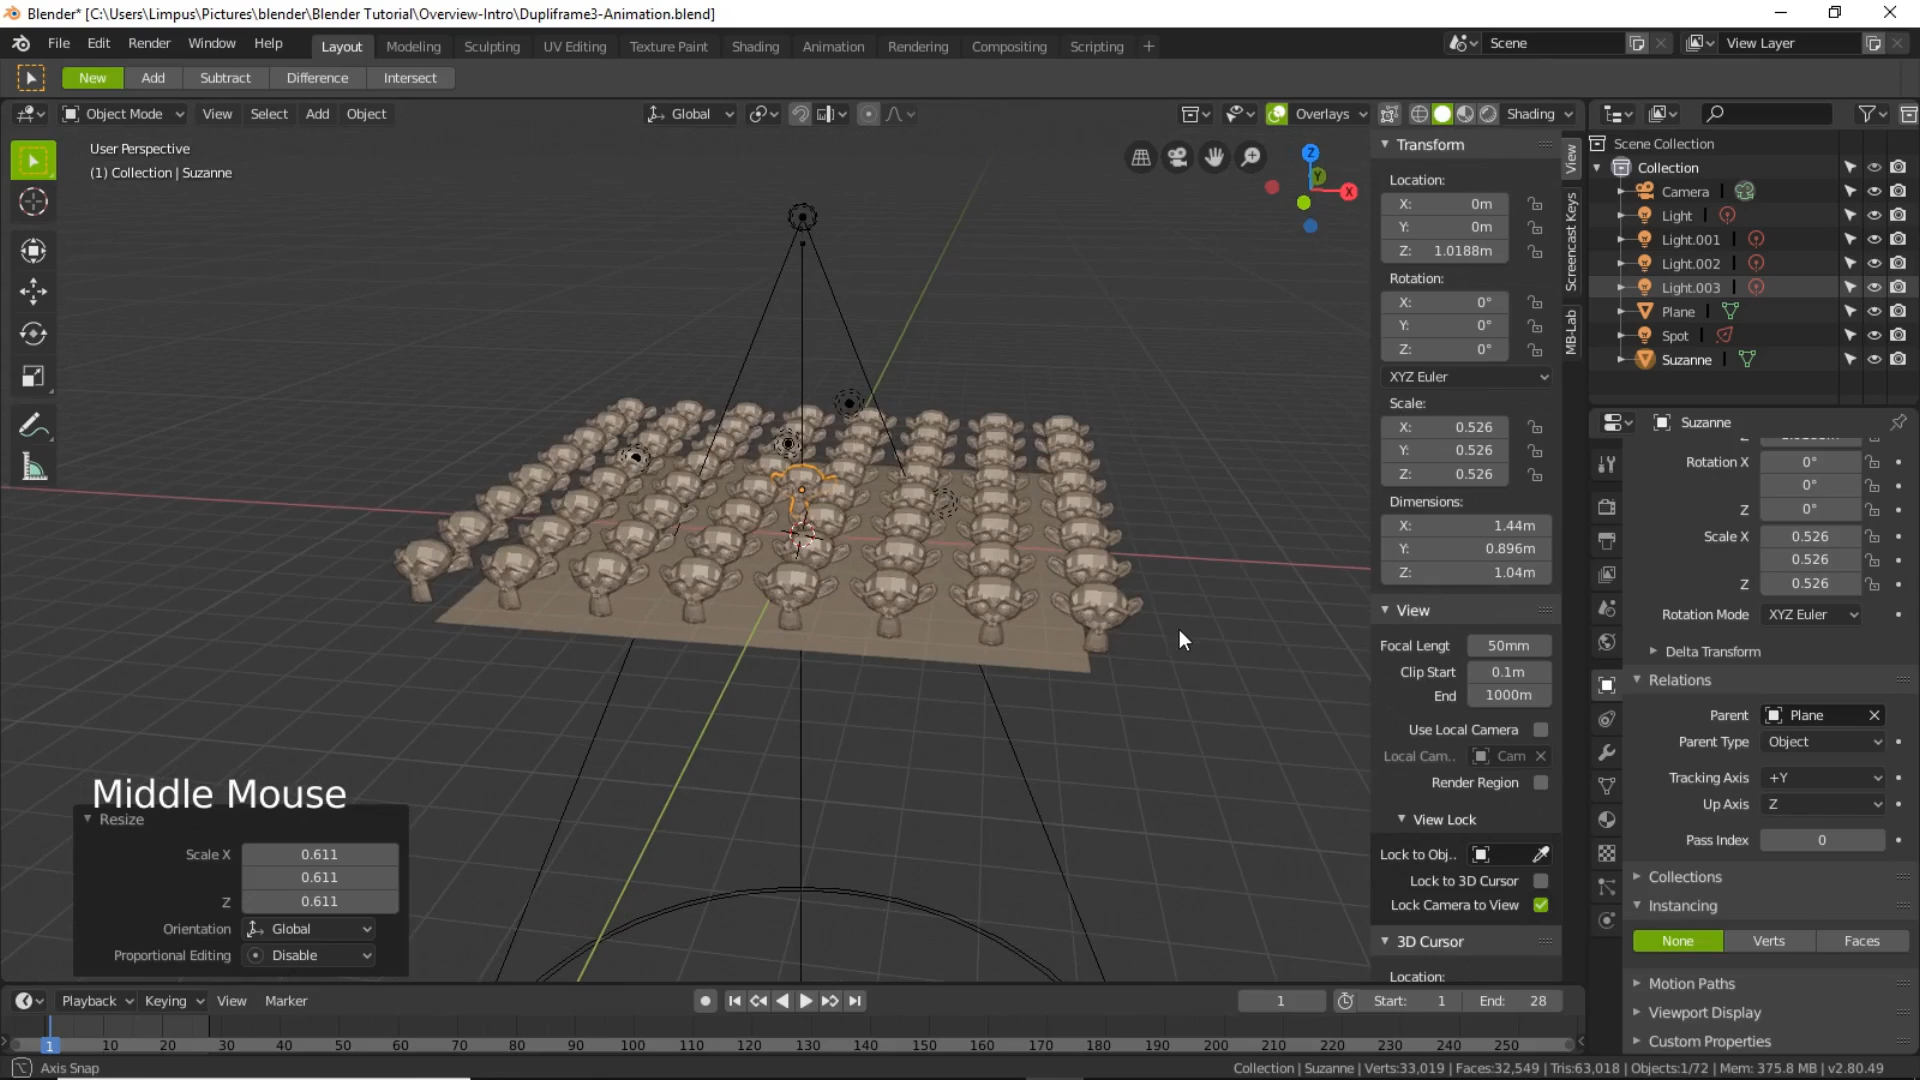 Blender* [C:\Users\Limpus\Pictures\blender\Blender Tutorial\Overview-Intro\Dupliframe3-Animation.blend]
File Edit Render Window Help Layout Modeling Sculpting UV Editing Texture Paint Shading Animation Rendering Compositing Scripting + Scene View Layer
New Add Subtract Difference Intersect
Object Mode View Select Add Object Global Overlays Shading
User Perspective
(1) Collection | Suzanne
Z
Y
X
Transform
Location:
X: 0m
Y: 0m
Z: 1.0188m
Rotation:
X: 0°
Y: 0°
Z: 0°
XYZ Euler
Scale:
X: 0.526
Y: 0.526
Z: 0.526
Dimensions:
X: 1.44m
Y: 0.896m
Z: 1.04m
View
Focal Lengt 50mm
Clip Start 0.1m
End 1000m
Use Local Camera
Local Cam.. Cam
Render Region
View Lock
Lock to Obj..
Lock to 3D Cursor
Lock Camera to View
3D Cursor
Location:
View
Screencast Keys
MB-Lab
Scene Collection
Collection
Camera
Light
Light.001
Light.002
Light.003
Plane
Spot
Suzanne
Suzanne
Rotation X 0°
0°
Z 0°
Scale X 0.526
0.526
Z 0.526
Rotation Mode XYZ Euler
Delta Transform
Relations
Parent Plane
Parent Type Object
Tracking Axis +Y
Up Axis Z
Pass Index 0
Collections
Instancing
None Verts Faces
Motion Paths
Viewport Display
Custom Properties
Middle Mouse
Resize
Scale X 0.611
0.611
Z 0.611
Orientation Global
Proportional Editing Disable
Playback Keying View Marker 1 Start: 1 End: 28
1 10 20 30 40 50 60 70 80 90 100 110 120 130 140 150 160 170 180 190 200 210 220 230 240 250
Axis Snap
Collection | Suzanne | Verts:33,019 | Faces:32,549 | Tris:63,018 | Objects:1/72 | Mem: 375.8 MB | v2.80.49